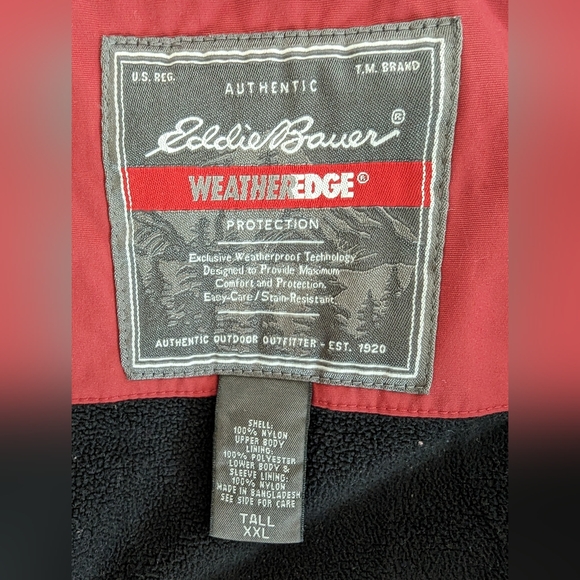 U.S. REG. T.M. BRAND
AUTHENTIC
Eddie Bauer®
WEATHEREDGE®
PROTECTION
Exclusive Weatherproof Technology
Designed to Provide Maximum
Comfort and Protection.
Easy-Care/Stain-Resistant.
AUTHENTIC OUTDOOR OUTFITTER - EST. 1920
SHELL:
100% NYLON
UPPER BODY
LINING:
100% POLYESTER
LOWER BODY &
SLEEVE LINING:
100% NYLON
MADE IN BANGLADESH
SEE SIDE FOR CARE
TALL
XXL